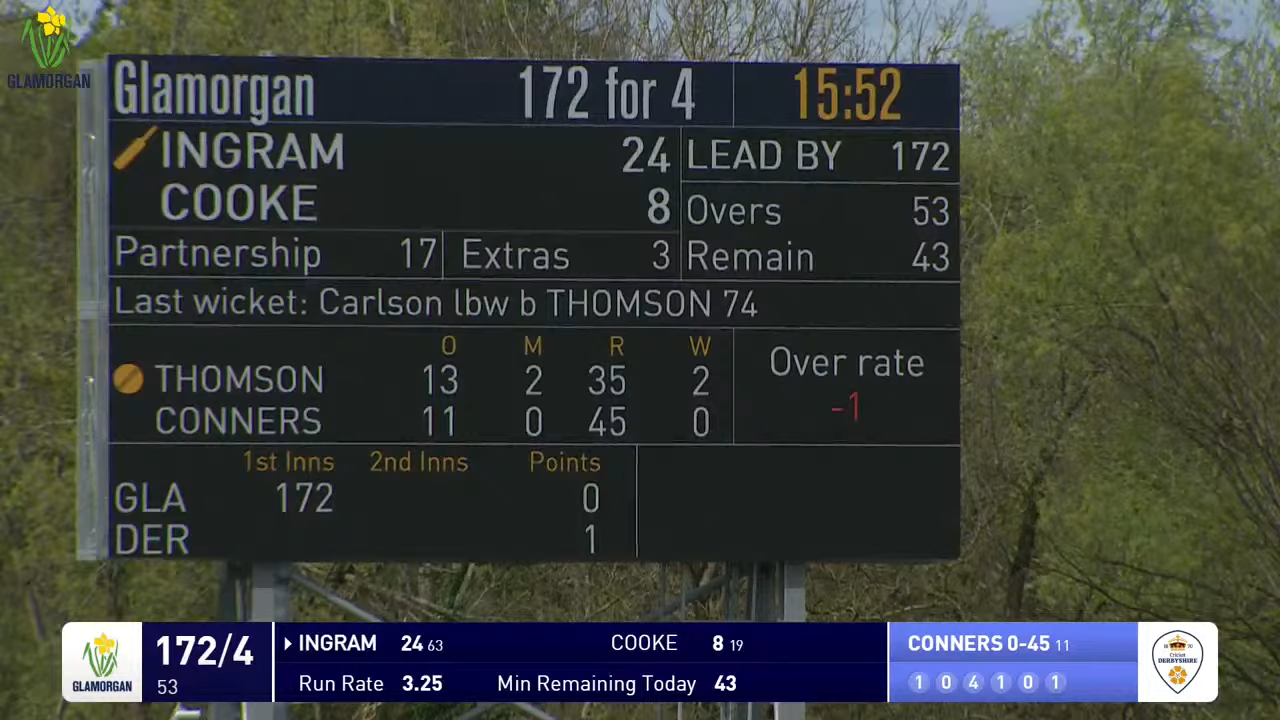 GLAMORGAN
Glamorgan 172 for 4 15:52
INGRAM 24 LEAD BY 172
COOKE 8 Overs 53
Partnership 17 Extras 3 Remain 43
Last wicket: Carlson lbw b THOMSON 74
O M R W Over rate
THOMSON 13 2 35 2 -1
CONNERS 11 0 45 0
1st Inns 2nd Inns Points
GLA 172 0
DER 1
GLAMORGAN
172/4
53
INGRAM 24 63 COOKE 8 19
Run Rate 3.25 Min Remaining Today 43
CONNERS 0-45 11
1 0 4 1 0 1
18 70
Cricket
DERBYSHIRE